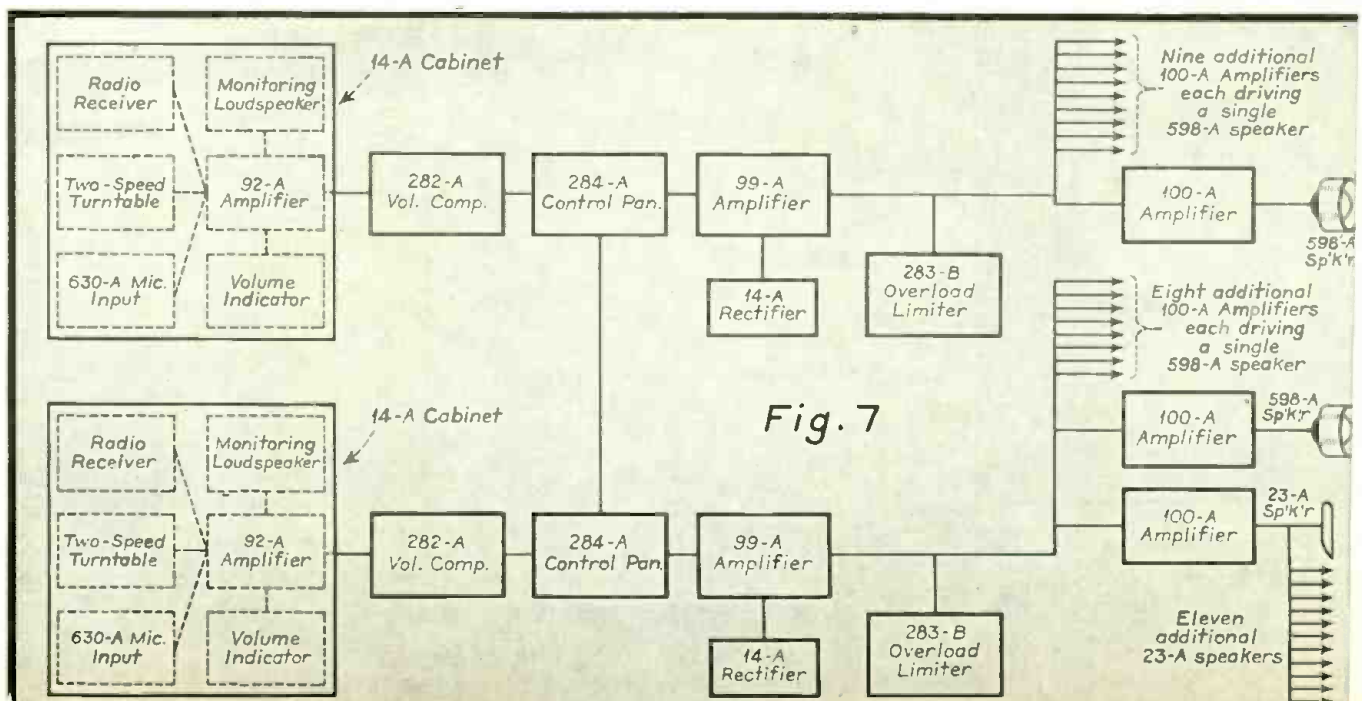 14-A Cabinet
Radio
Receiver
Monitoring
Loudspeaker
Two-Speed
Turntable
92-A
Amplifier
630-A Mic.
Input
Volume
Indicator
282-A
Vol. Comp.
284-A
Control Pan.
99-A
Amplifier
14-A
Rectifier
283-B
Overload
Limiter
Nine additional
100-A Amplifiers
each driving
a single
598-A speaker
100-A
Amplifier
598-A
Sp'k'r
Fig. 7
14-A Cabinet
Radio
Receiver
Monitoring
Loudspeaker
Two-Speed
Turntable
92-A
Amplifier
630-A Mic.
Input
Volume
Indicator
282-A
Vol. Comp.
284-A
Control Pan.
99-A
Amplifier
14-A
Rectifier
283-B
Overload
Limiter
Eight additional
100-A Amplifiers
each driving
a single
598-A speaker
100-A
Amplifier
598-A
Sp'k'r
100-A
Amplifier
23-A
Sp'k'r
Eleven
additional
23-A speakers